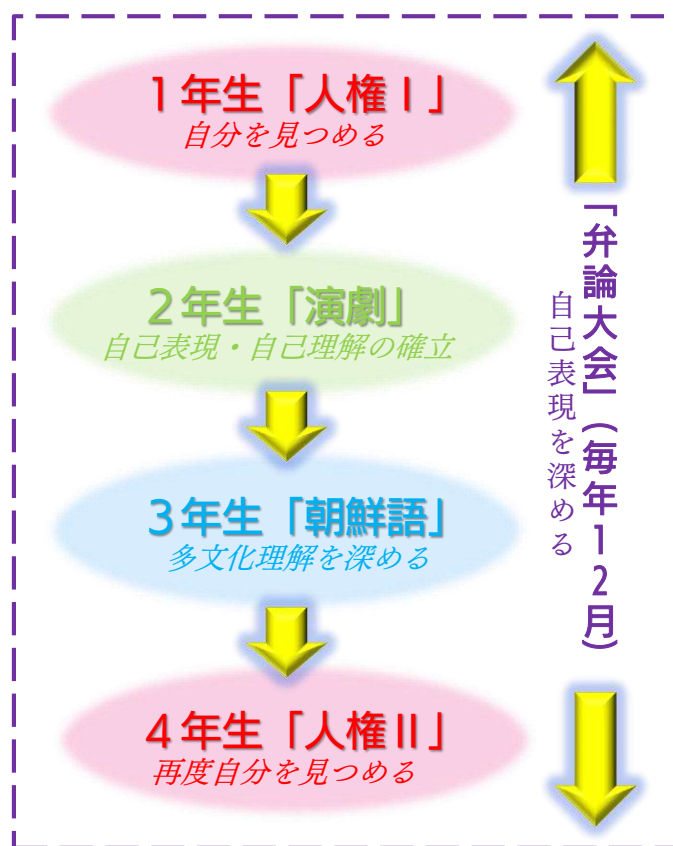 1年生「人権Ⅰ」
自分を見つめる
2年生「演劇」
自己表現・自己理解の確立
3年生「朝鮮語」
多文化理解を深める
4年生「人権Ⅱ」
再度自分を見つめる
「弁論大会」（毎年12月）
自己表現を深める